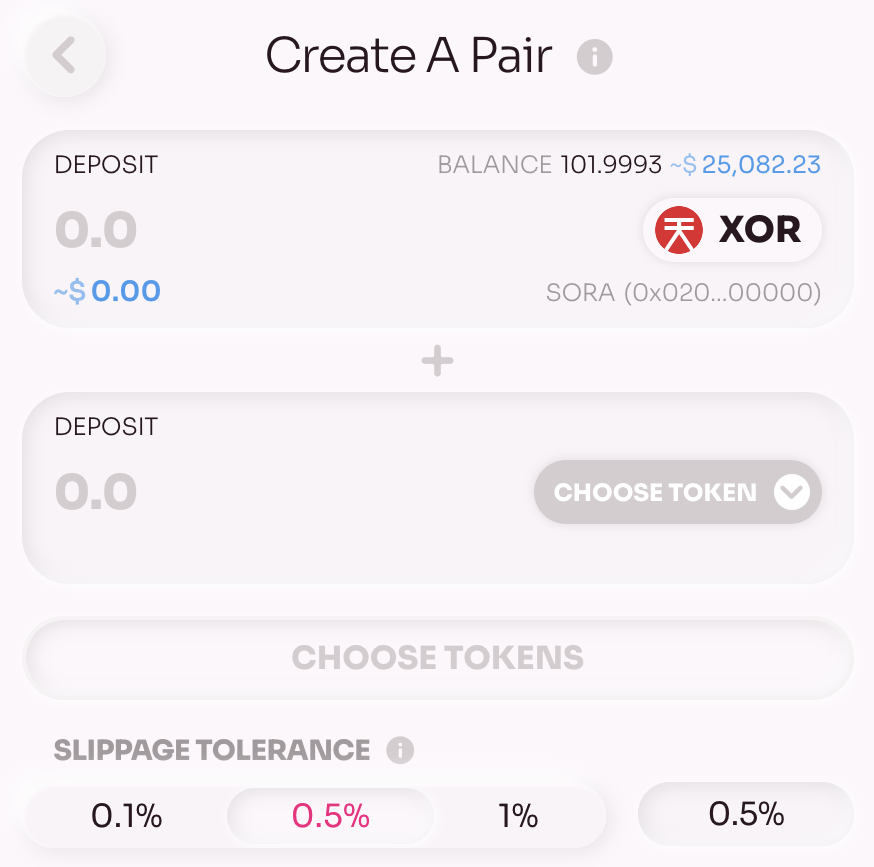 Create A Pair
DEPOSIT BALANCE 101.9993 ~$ 25,082.23
0.0 XOR
~$ 0.00 SORA (0x020...00000)
+
DEPOSIT
0.0 CHOOSE TOKEN
CHOOSE TOKENS
SLIPPAGE TOLERANCE
0.1% 0.5% 1% 0.5%